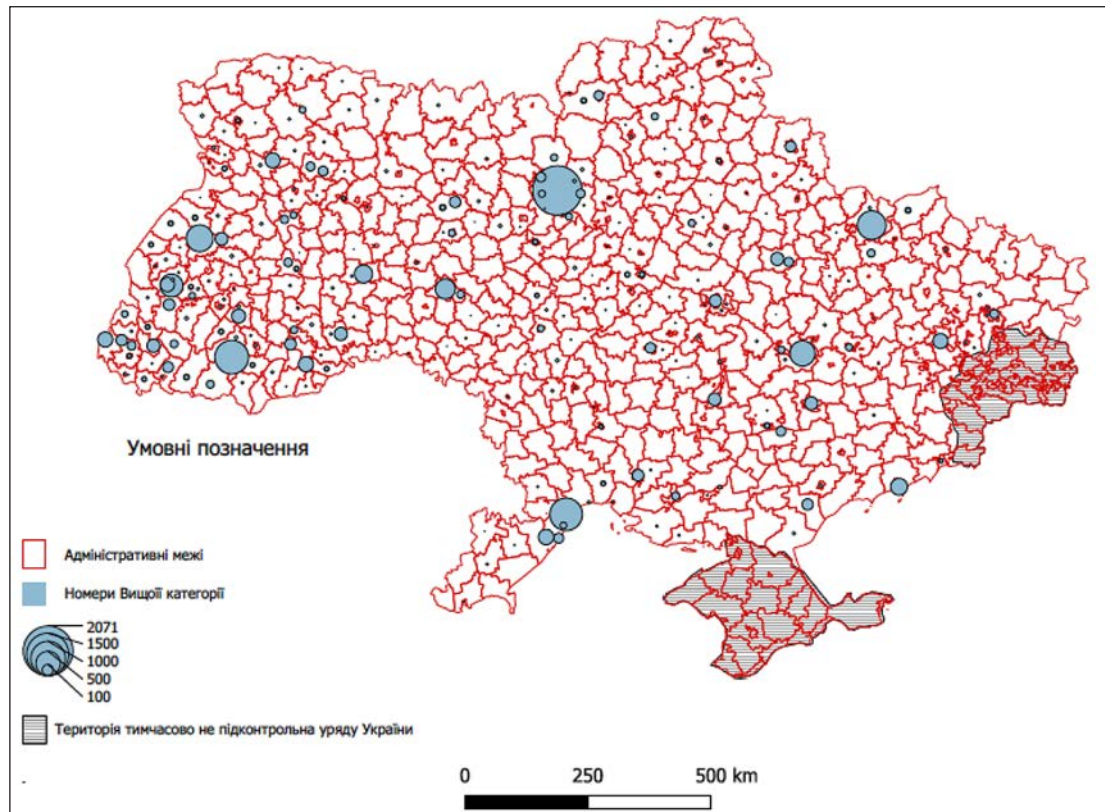 Умовні позначення
Адміністративні межі
Номери Вищоїі категорії
2071
1500
1000
500
100
Територія тимчасово не підконтрольна уряду України
0 250 500 km